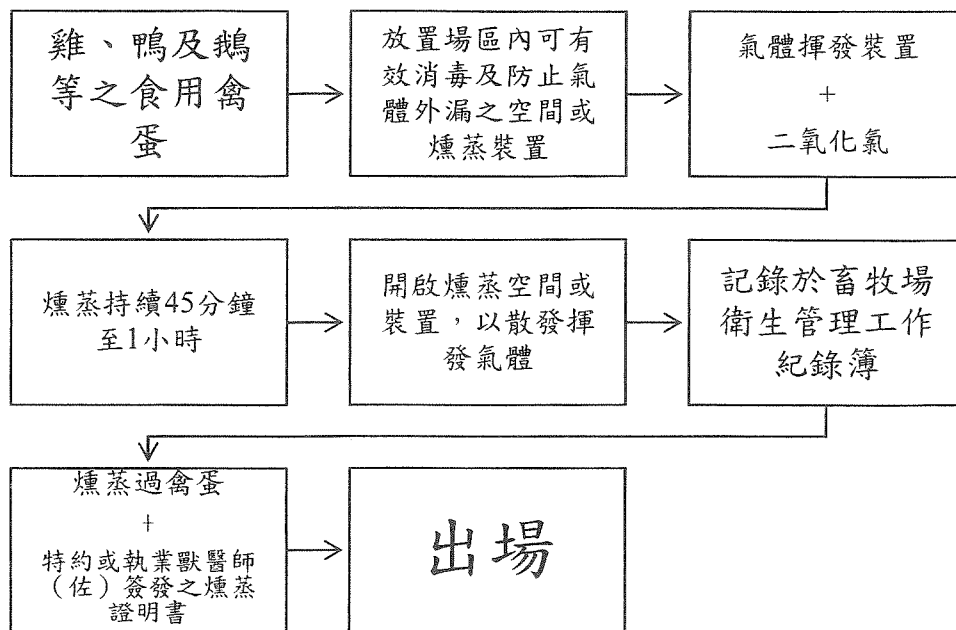 雞、鴨及鵝
等之食用禽
蛋
放置場區內可有
效消毒及防止氣
體外漏之空間或
燻蒸裝置
氣體揮發裝置
+
二氧化氯
燻蒸持續45分鐘
至1小時
開啟燻蒸空間或
裝置，以散發揮
發氣體
記錄於畜牧場
衛生管理工作
紀錄簿
燻蒸過禽蛋
+
特約或執業獸醫師
（佐）簽發之燻蒸
證明書
出場